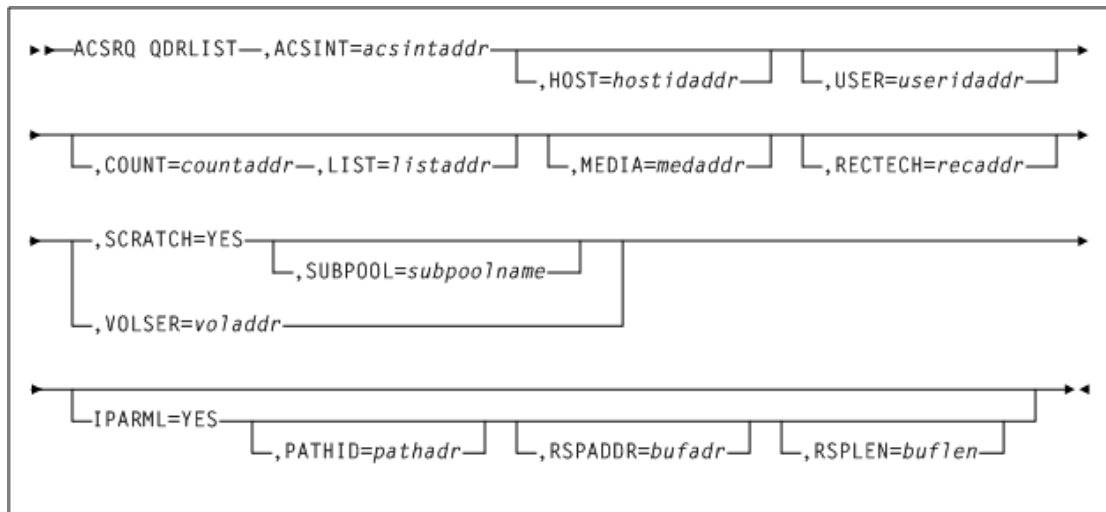 ACSRQ QDRLIST ,ACSINT=acsintaddr
,HOST=hostidaddr ,USER=useridaddr
,COUNT=countaddr ,LIST=listaddr ,MEDIA=medaddr ,RECTECH=recaddr
,SCRATCH=YES
,SUBPOOL=subpoolname
,VOLSER=voladdr
IPARML=YES
,PATHID=pathadr ,RSPADDR=bufadr ,RSPLEN=buflen